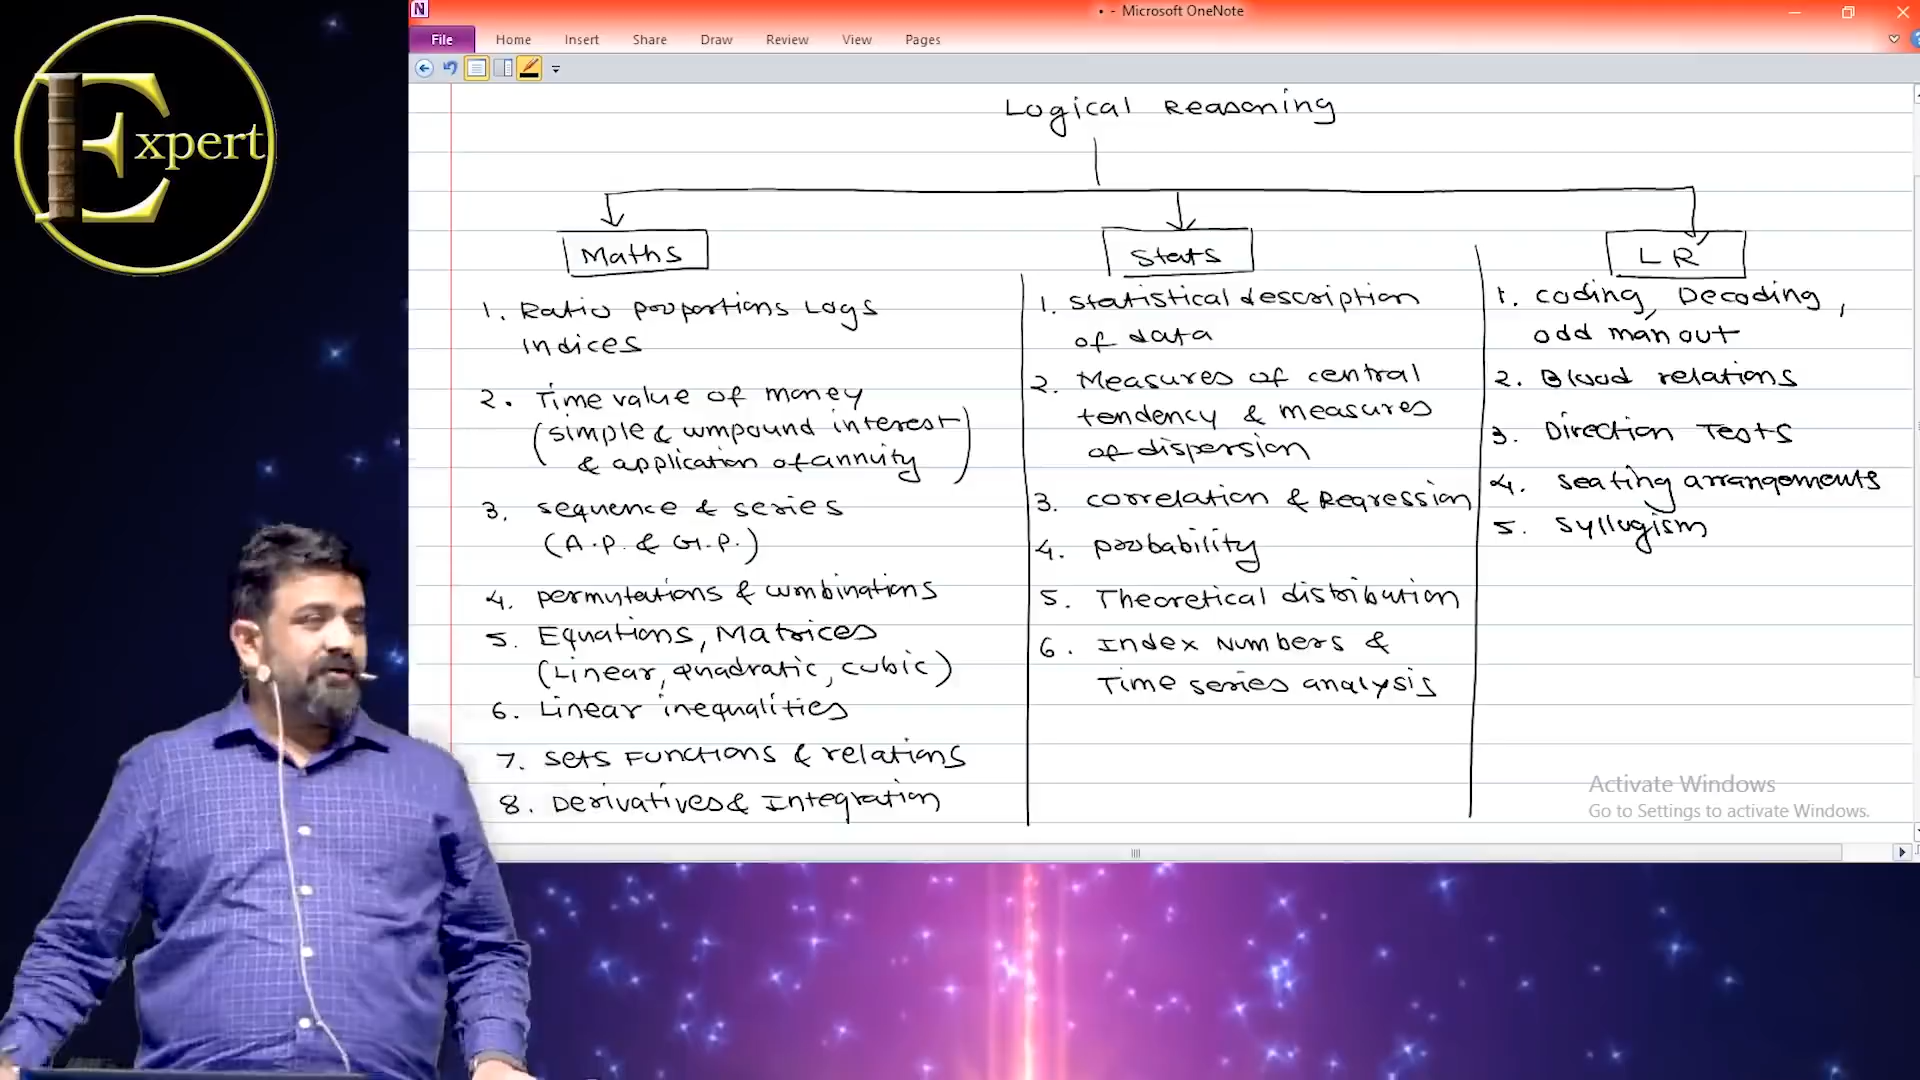 Expert
- Microsoft OneNote
File Home Insert Share Draw Review View Pages
Logical Reasoning
Maths
1. Ratio proportions Logs
Indices
2. Time value of money
(simple & compound interest
& application of annuity)
3. sequence & series
(A.P. & G.P.)
4. permutations & combinations
5. Equations, Matrices
(Linear, quadratic, cubic)
6. Linear inequalities
7. Sets Functions & relations
8. Derivatives & Integration
Stats
1. Statistical description
of data
2. Measures of central
tendency & measures
of dispersion
3. correlation & Regression
4. probability
5. Theoretical distribution
6. Index Numbers &
Time series analysis
LR
1. coding, Decoding,
odd man out
2. Blood relations
3. Direction Tests
4. Seating arrangements
5. Syllogism
Activate Windows
Go to Settings to activate Windows.